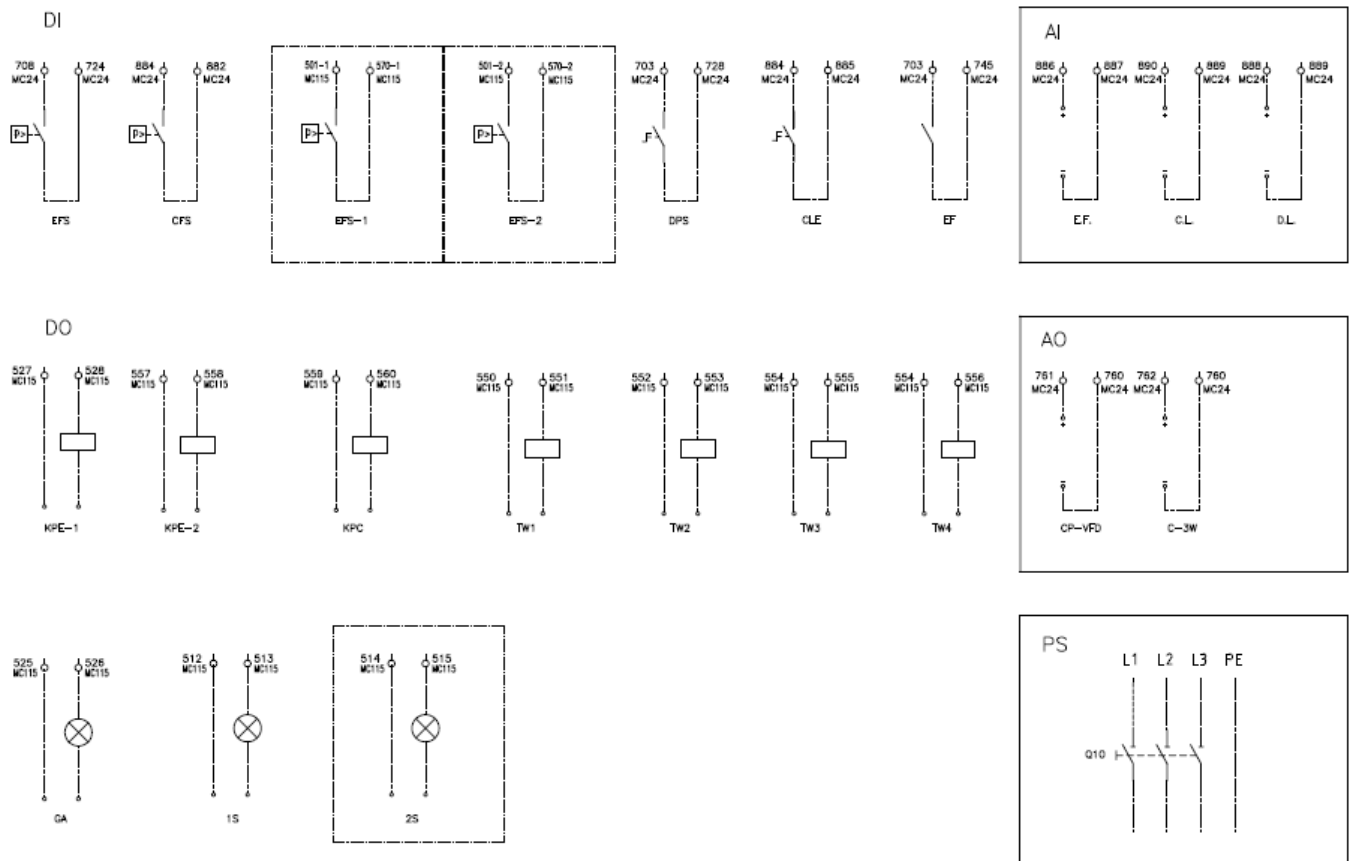 DI
708 724 884 882 501-1 570-1 501-2 570-2 703 728 884 885 703 745
MC24 MC24 MC24 MC24 MC115 MC115 MC115 MC115 MC24 MC24 MC24 MC24 MC24 MC24
P> P> P> P> F F
EFS CFS EFS-1 EFS-2 DPS CLE EF
AI
886 887 890 889 888 889
MC24 MC24 MC24 MC24 MC24 MC24
+ + +
- - -
E.F. C.L. D.L.
DO
527 528 557 558 559 560 550 551 552 553 554 555 554 556
MC115 MC115 MC115 MC115 MC115 MC115 MC115 MC115 MC115 MC115 MC115 MC115 MC115 MC115
KPE-1 KPE-2 KPC TW1 TW2 TW3 TW4
AO
761 760 762 760
MC24 MC24 MC24 MC24
+ +
- -
CP-VFD C-3W
525 526 512 513 514 515
MC115 MC115 MC115 MC115 MC115 MC115
GA 1S 2S
PS
L1 L2 L3 PE
Q10